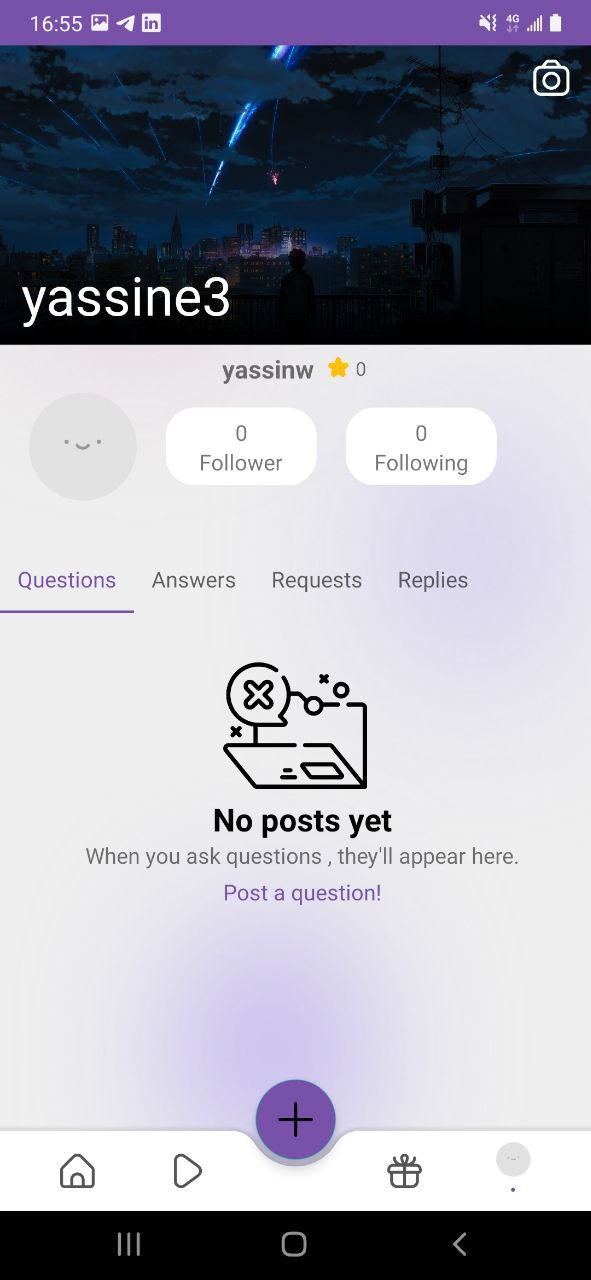 16:55
4G
yassine3
yassinw 0
0
Follower
0
Following
Questions Answers Requests Replies
No posts yet
When you ask questions , they'll appear here.
Post a question!